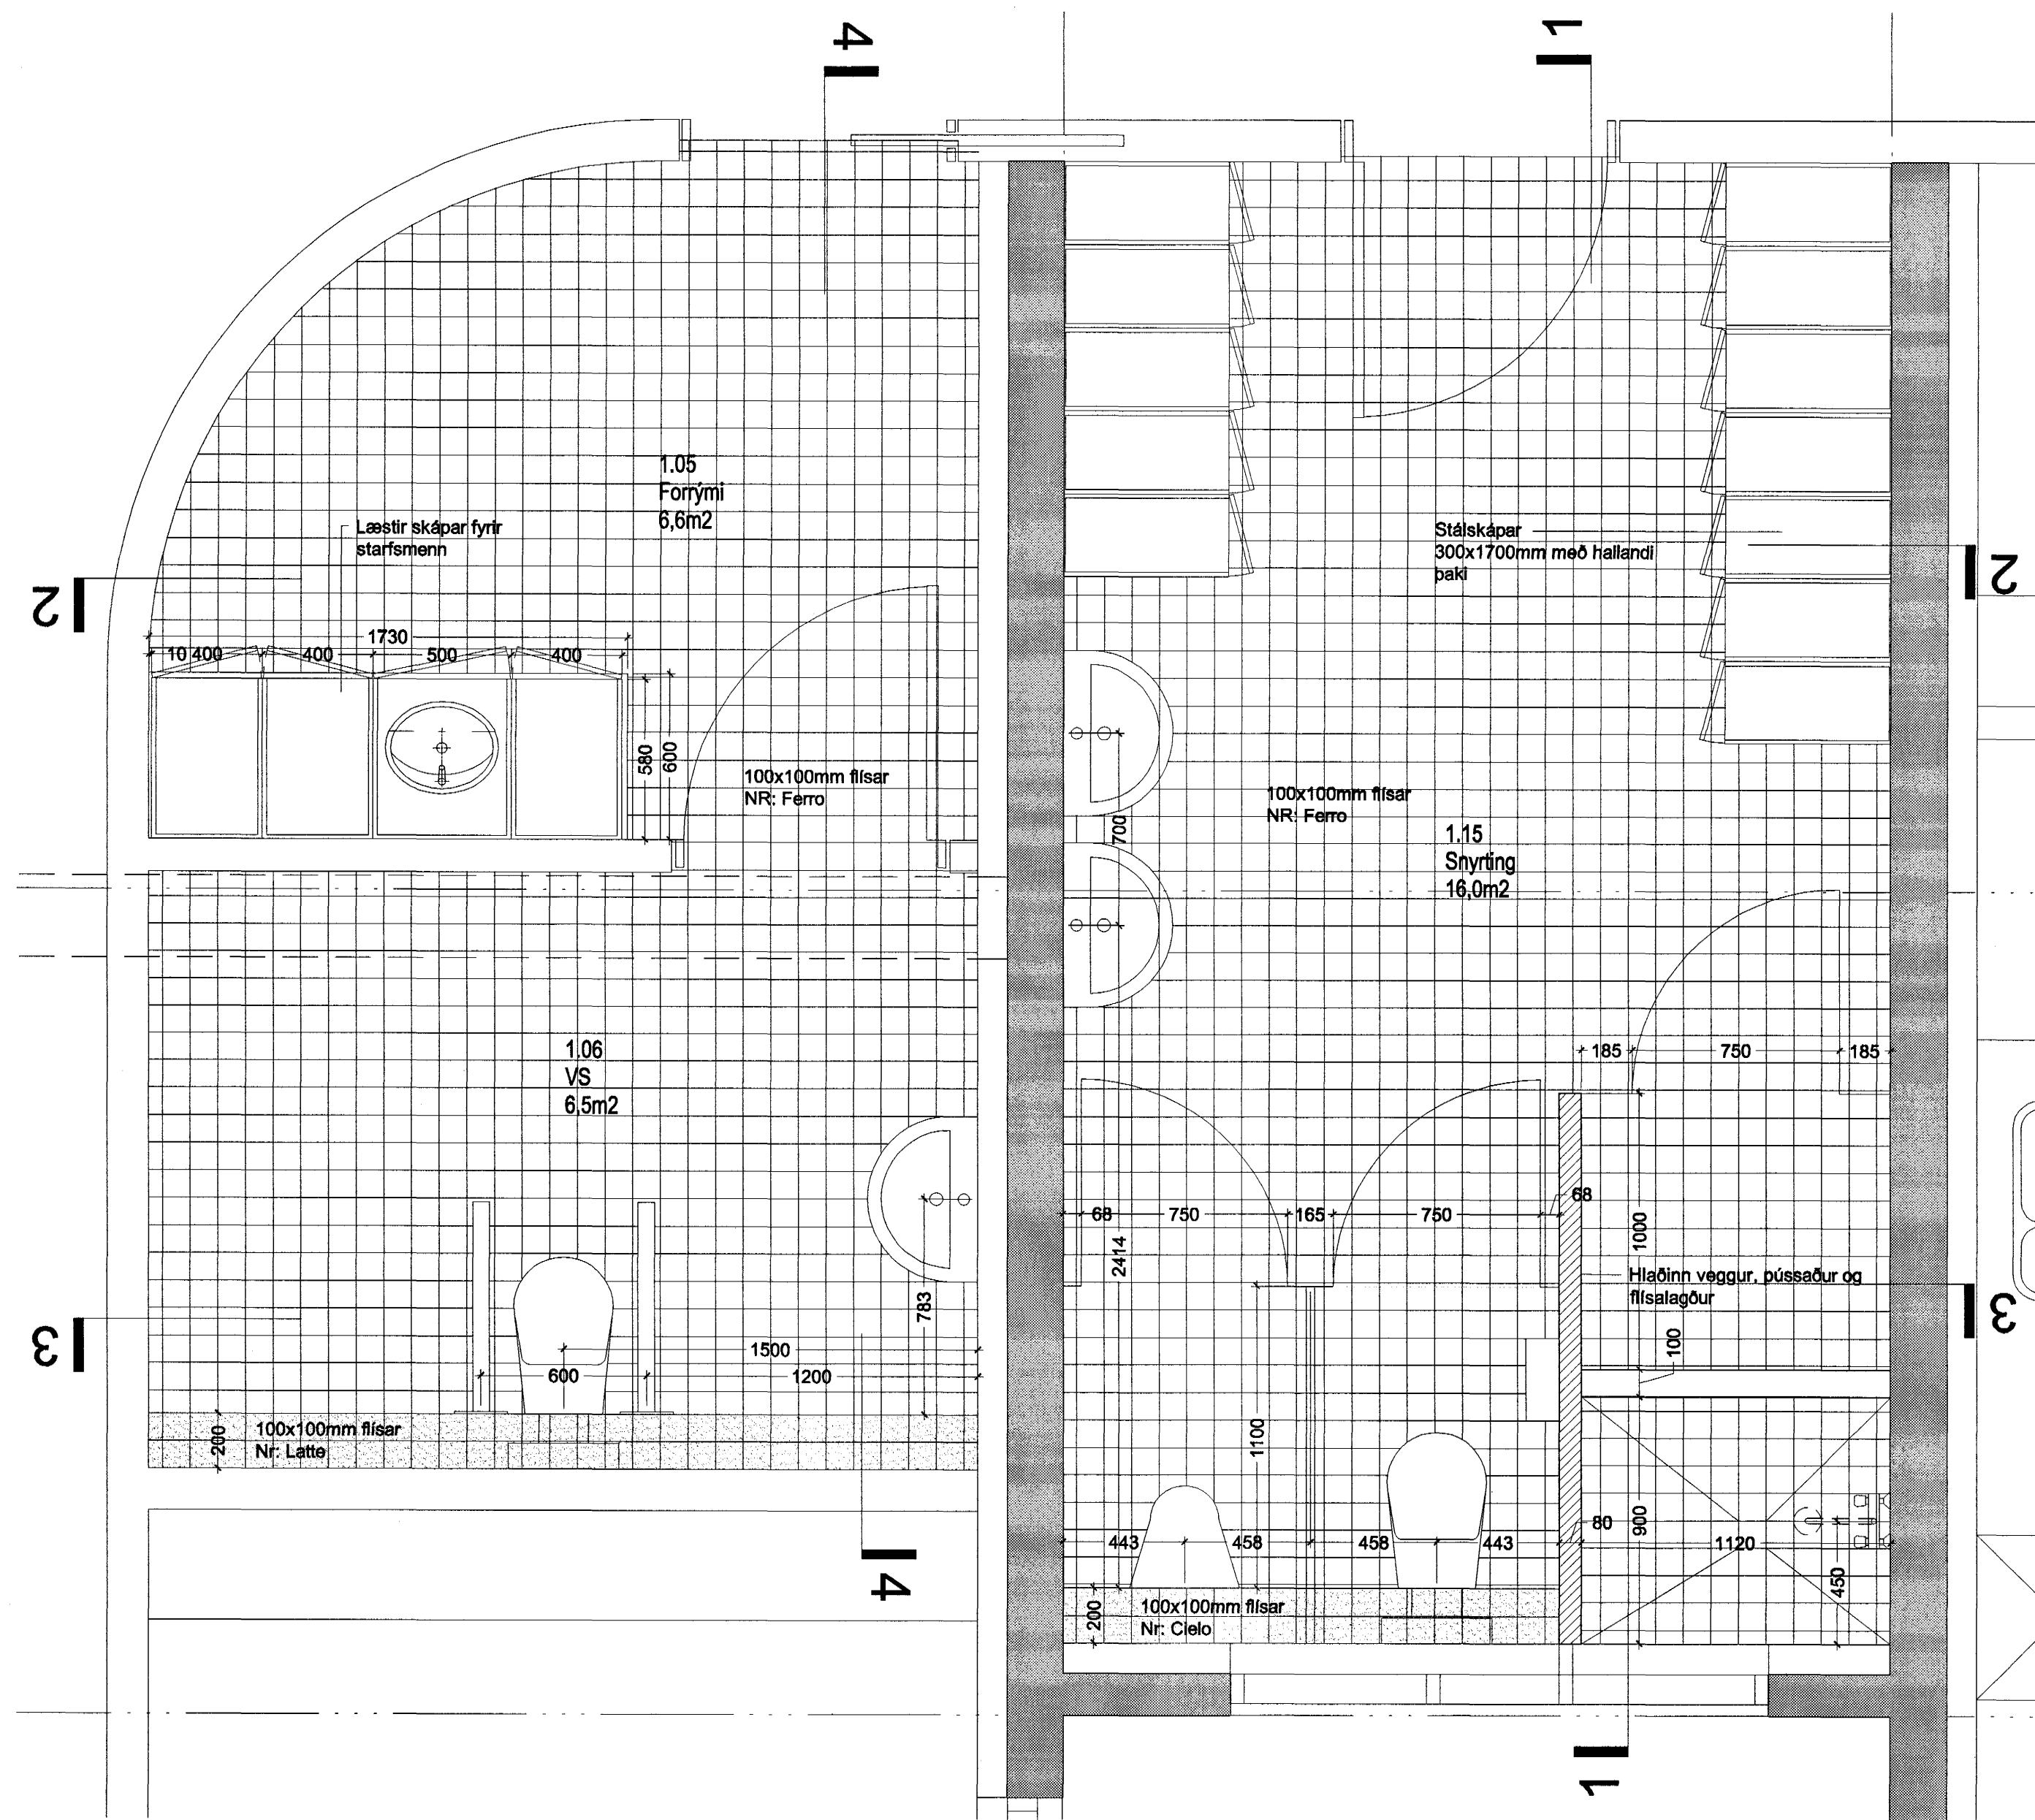 4
1
1.05
Forrými
6,6m2
Læstir skápar fyrir
starfsmenn
Stálskápar
300x1700mm með hallandi
þaki
2
2
1730
10 400
400
500
400
580
600
100x100mm flísar
NR: Ferro
100x100mm flísar
NR: Ferro
700
1.15
Snyrting
16,0m2
1.06
VS
6,5m2
185
750
185
68
750
165
750
68
2414
1000
Hlaðinn veggur, pússaður og
flísalagður
783
3
3
100
1500
600
1200
100x100mm flísar
Nr: Latte
200
1100
443
458
458
443
80
900
1120
450
4
100x100mm flísar
Nr: Cielo
200
1